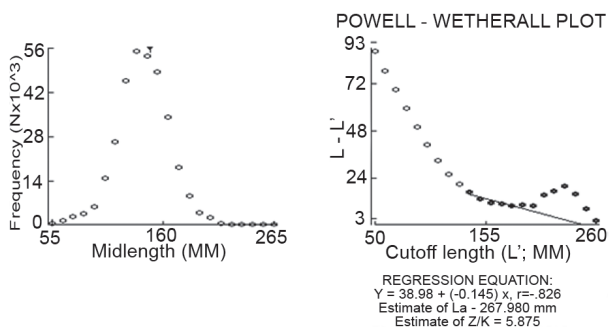 POWELL - WETHERALL PLOT
Frequency (Nx10^3)
56
42
28
14
0
55
160
265
Midlength (MM)
L - L'
93
72
48
24
3
50
155
260
Cutoff length (L'; MM)
REGRESSION EQUATION:
Y = 38.98 + (-0.145) x, r=-.826
Estimate of La - 267.980 mm
Estimate of Z/K = 5.875